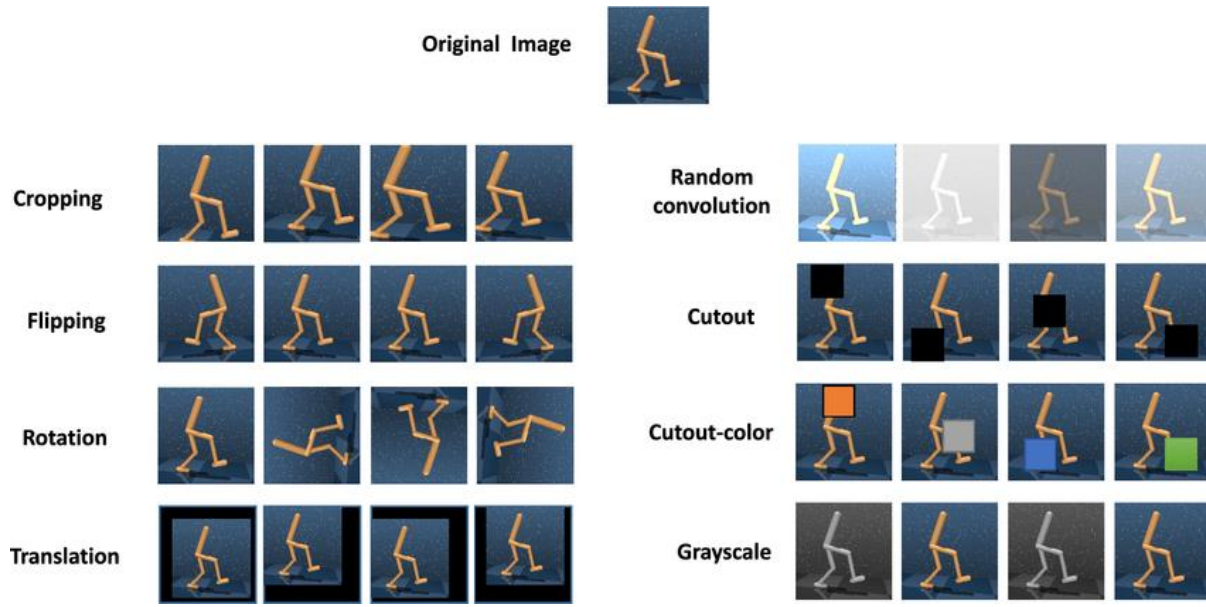 Original Image
Cropping
Flipping
Rotation
Translation
Random
convolution
Cutout
Cutout-color
Grayscale